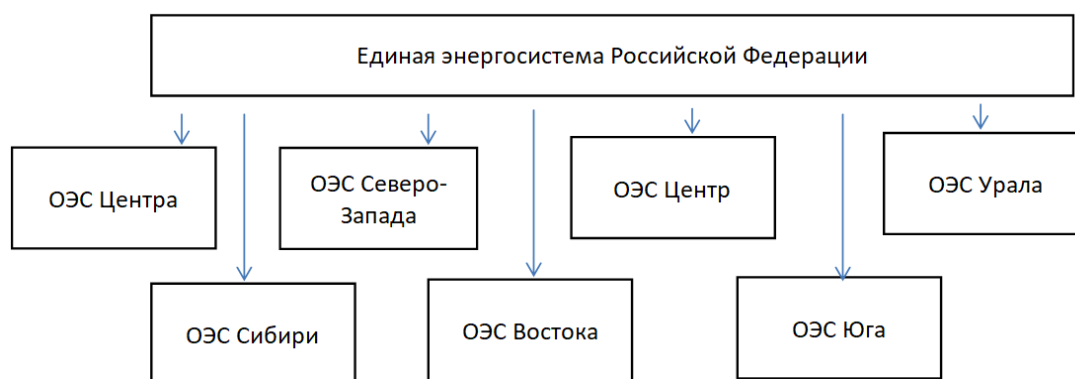 Единая энергосистема Российской Федерации
ОЭС Центра
ОЭС Северо-
Запада
ОЭС Центр
ОЭС Урала
ОЭС Сибири
ОЭС Востока
ОЭС Юга